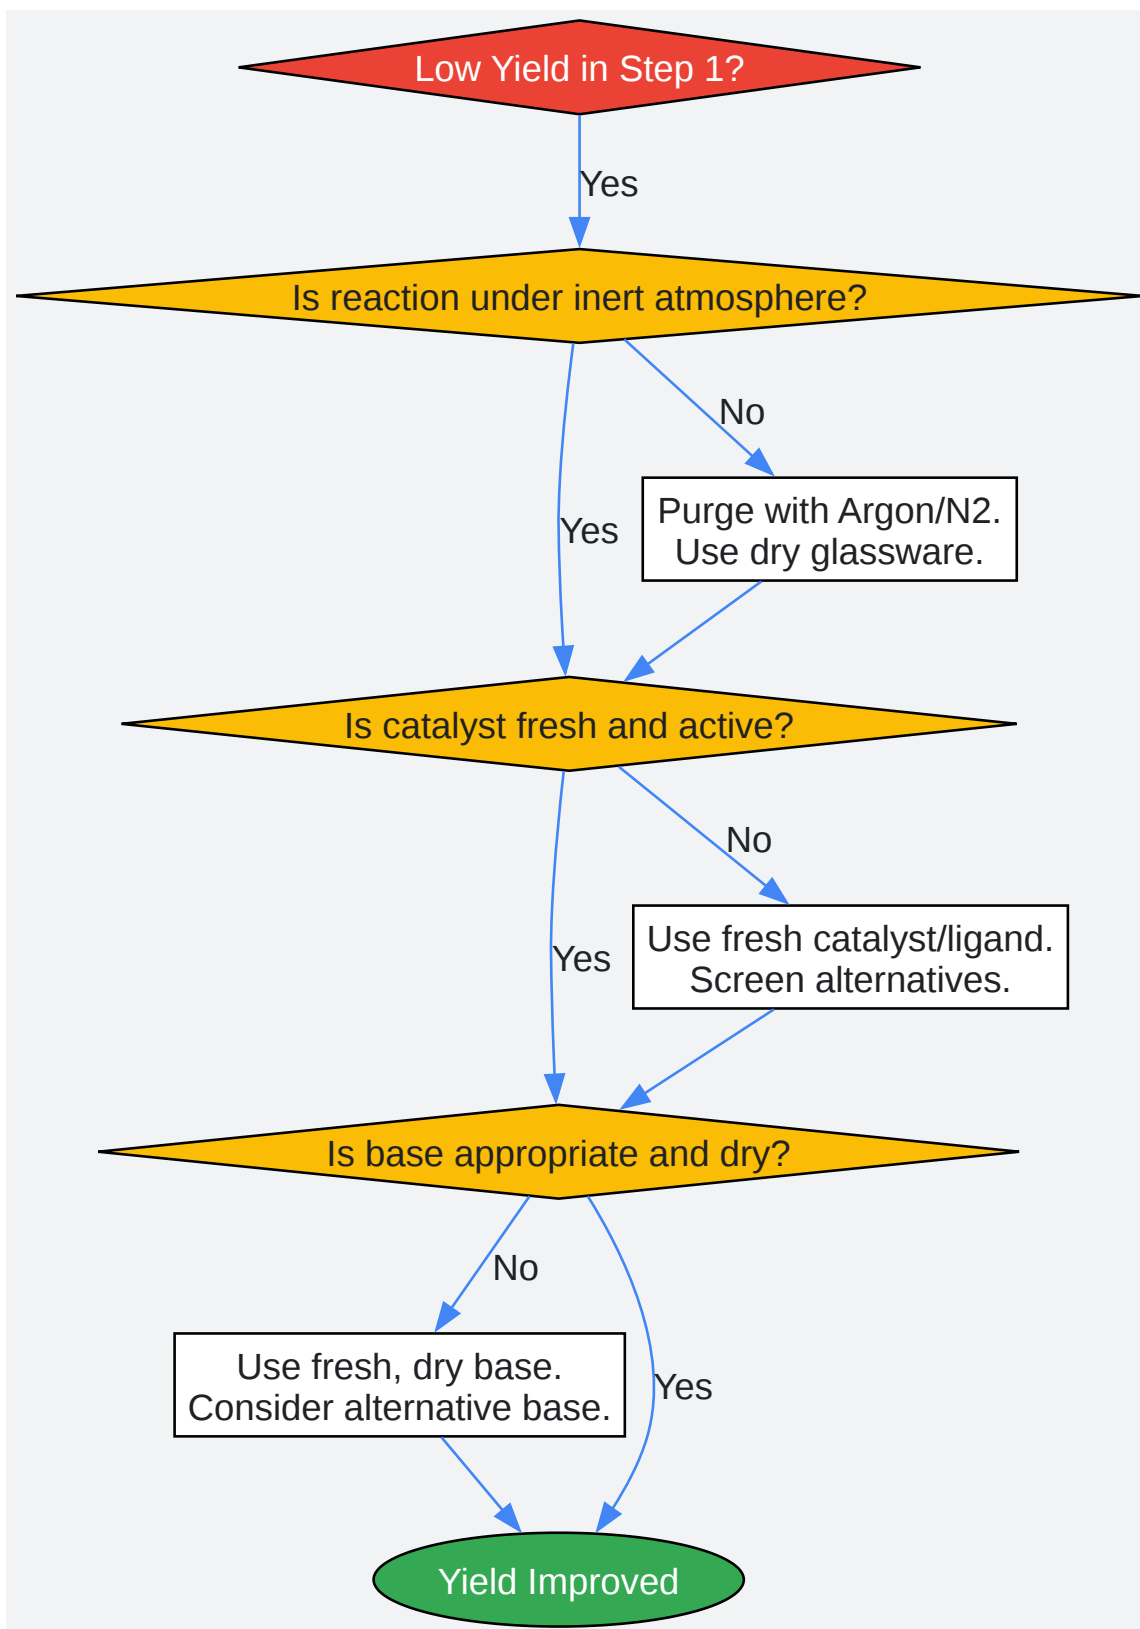 Low Yield in Step 1?
Yes
Is reaction under inert atmosphere?
No
Purge with Argon/N2.
Use dry glassware.
Yes
Is catalyst fresh and active?
No
Use fresh catalyst/ligand.
Screen alternatives.
Yes
Is base appropriate and dry?
No
Use fresh, dry base.
Consider alternative base.
Yes
Yield Improved